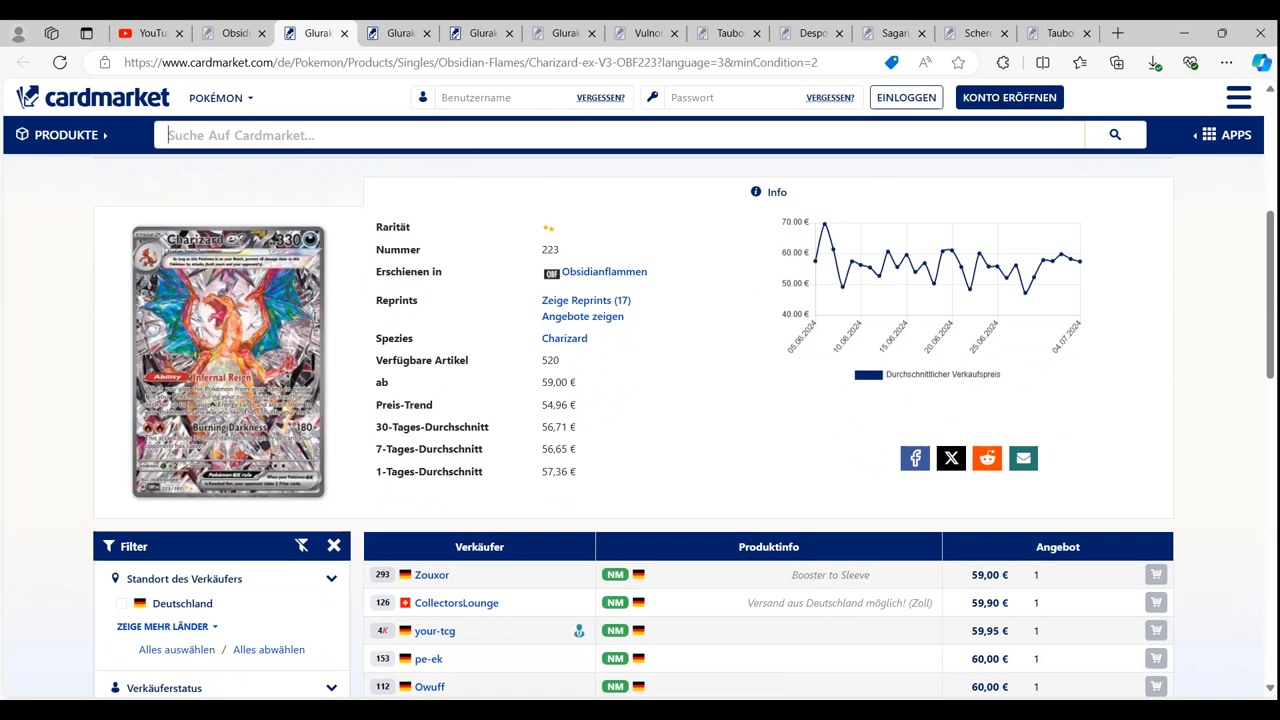 YouTu
Obsidi
Glurak
Glurak
Glurak
Glurak
Vulnor
Taubo
Despo
Sagan
Scherc
Taubo
https://www.cardmarket.com/de/Pokemon/Products/Singles/Obsidian-Flames/Charizard-ex-V3-OBF223?language=3&minCondition=2
cardmarket
POKÉMON
Benutzername
VERGESSEN?
Passwort
VERGESSEN?
EINLOGGEN
KONTO ERÖFFNEN
PRODUKTE
Suche Auf Cardmarket...
APPS
Info
Charizard ex 330
Ability Infernal Reign
Burning Darkness 180
Rarität
Nummer 223
Erschienen in OBF Obsidianflammen
Reprints Zeige Reprints (17)
Angebote zeigen
Spezies Charizard
Verfügbare Artikel 520
ab 59,00 €
Preis-Trend 54,96 €
30-Tages-Durchschnitt 56,71 €
7-Tages-Durchschnitt 56,65 €
1-Tages-Durchschnitt 57,36 €
70.00 €
60.00 €
50.00 €
40.00 €
05.06.2024
10.06.2024
15.06.2024
20.06.2024
25.06.2024
04.07.2024
Durchschnittlicher Verkaufspreis
Filter
Standort des Verkäufers
Deutschland
ZEIGE MEHR LÄNDER
Alles auswählen / Alles abwählen
Verkäuferstatus
Verkäufer Produktinfo Angebot
293 Zouxor NM Booster to Sleeve 59,00 € 1
126 CollectorsLounge NM Versand aus Deutschland möglich! (Zoll) 59,90 € 1
4K your-tcg NM 59,95 € 1
153 pe-ek NM 60,00 € 1
112 Owuff NM 60,00 € 1